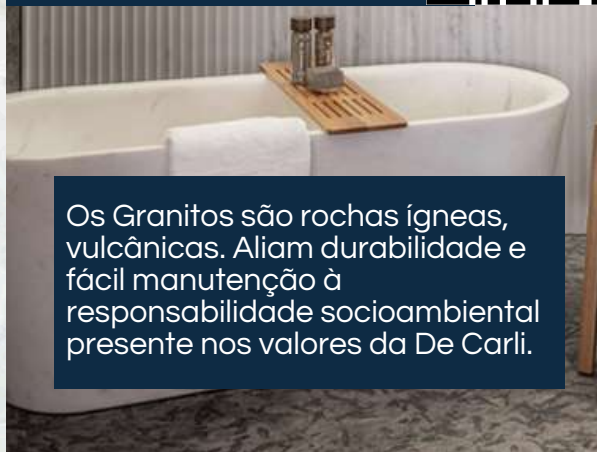 Os Granitos são rochas ígneas,
vulcânicas. Aliam durabilidade e
fácil manutenção à
responsabilidade socioambiental
presente nos valores da De Carli.